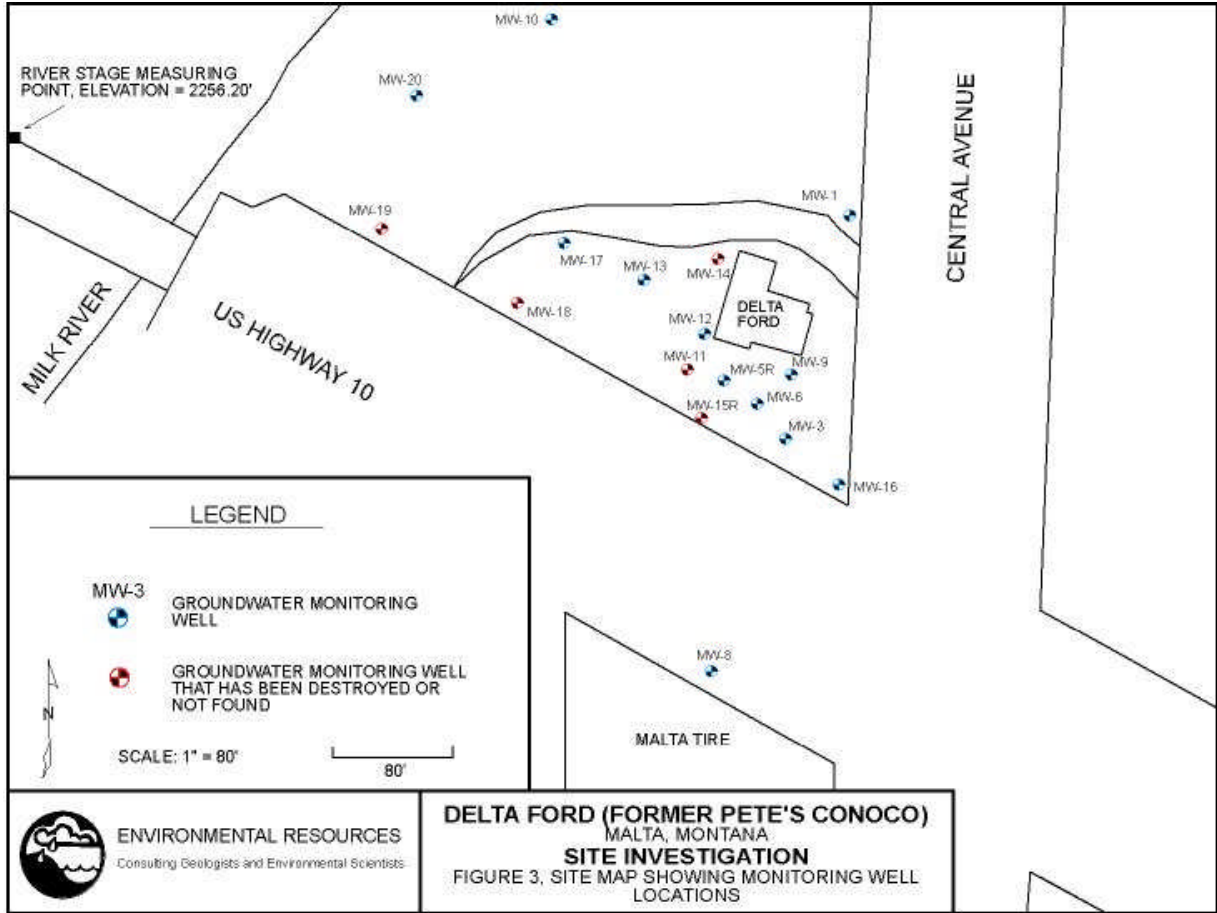 MW-10
RIVER STAGE MEASURING
POINT, ELEVATION = 2256.20'
MW-20
CENTRAL AVENUE
MW-1
MW-19
MW-17
MW-13
MW-14
MILK RIVER
US HIGHWAY 10
MW-18
DELTA
FORD
MW-12
MW-11
MW-5R
MW-9
MW-15R
MW-6
MW-3
MW-16
LEGEND
MW-3
GROUNDWATER MONITORING
WELL
GROUNDWATER MONITORING WELL
THAT HAS BEEN DESTROYED OR
NOT FOUND
N
SCALE: 1" = 80'
80'
MW-8
MALTA TIRE
ENVIRONMENTAL RESOURCES
Consulting Geologists and Environmental Scientists
DELTA FORD (FORMER PETE'S CONOCO)
MALTA, MONTANA
SITE INVESTIGATION
FIGURE 3, SITE MAP SHOWING MONITORING WELL
LOCATIONS